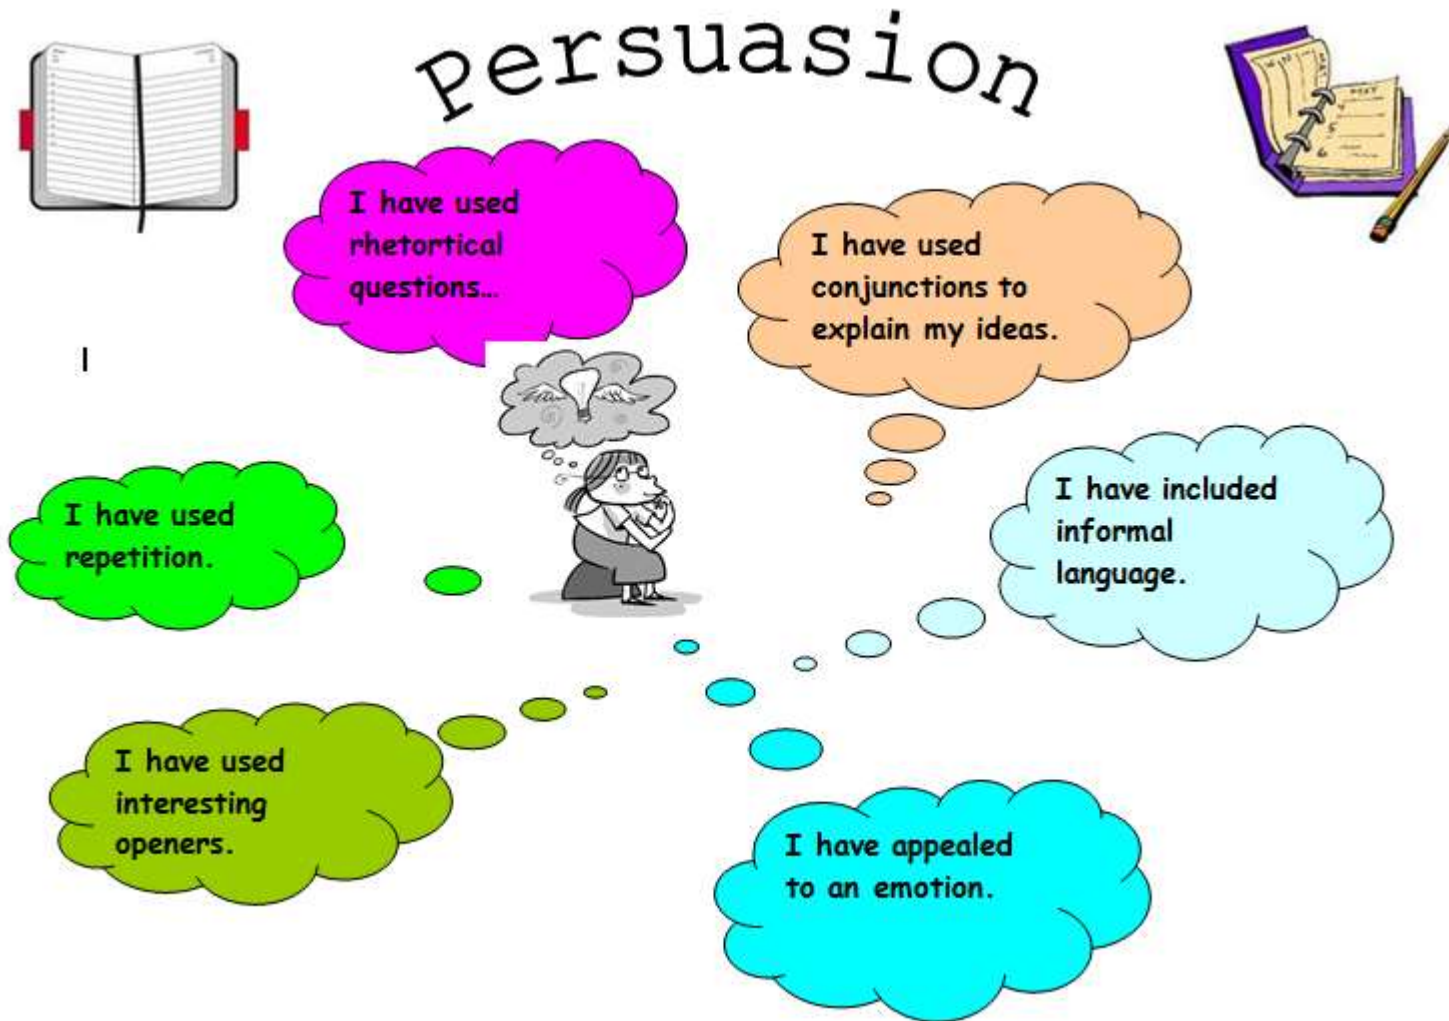 Persuasion
I have used
rhetortical
questions...
I have used
conjunctions to
explain my ideas.
I
I have used
repetition.
I have included
informal
language.
I have used
interesting
openers.
I have appealed
to an emotion.